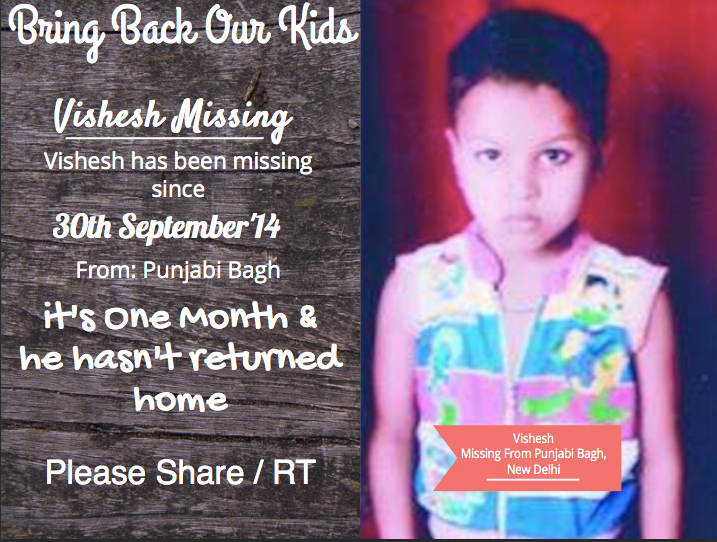 Bring Back Our Kids
Vishesh Missing
Vishesh has been missing
since
30th September'14
From: Punjabi Bagh
it's one Month &
he hasn't returned
home
Please Share / RT
Vishesh
Missing From Punjabi Bagh,
New Delhi